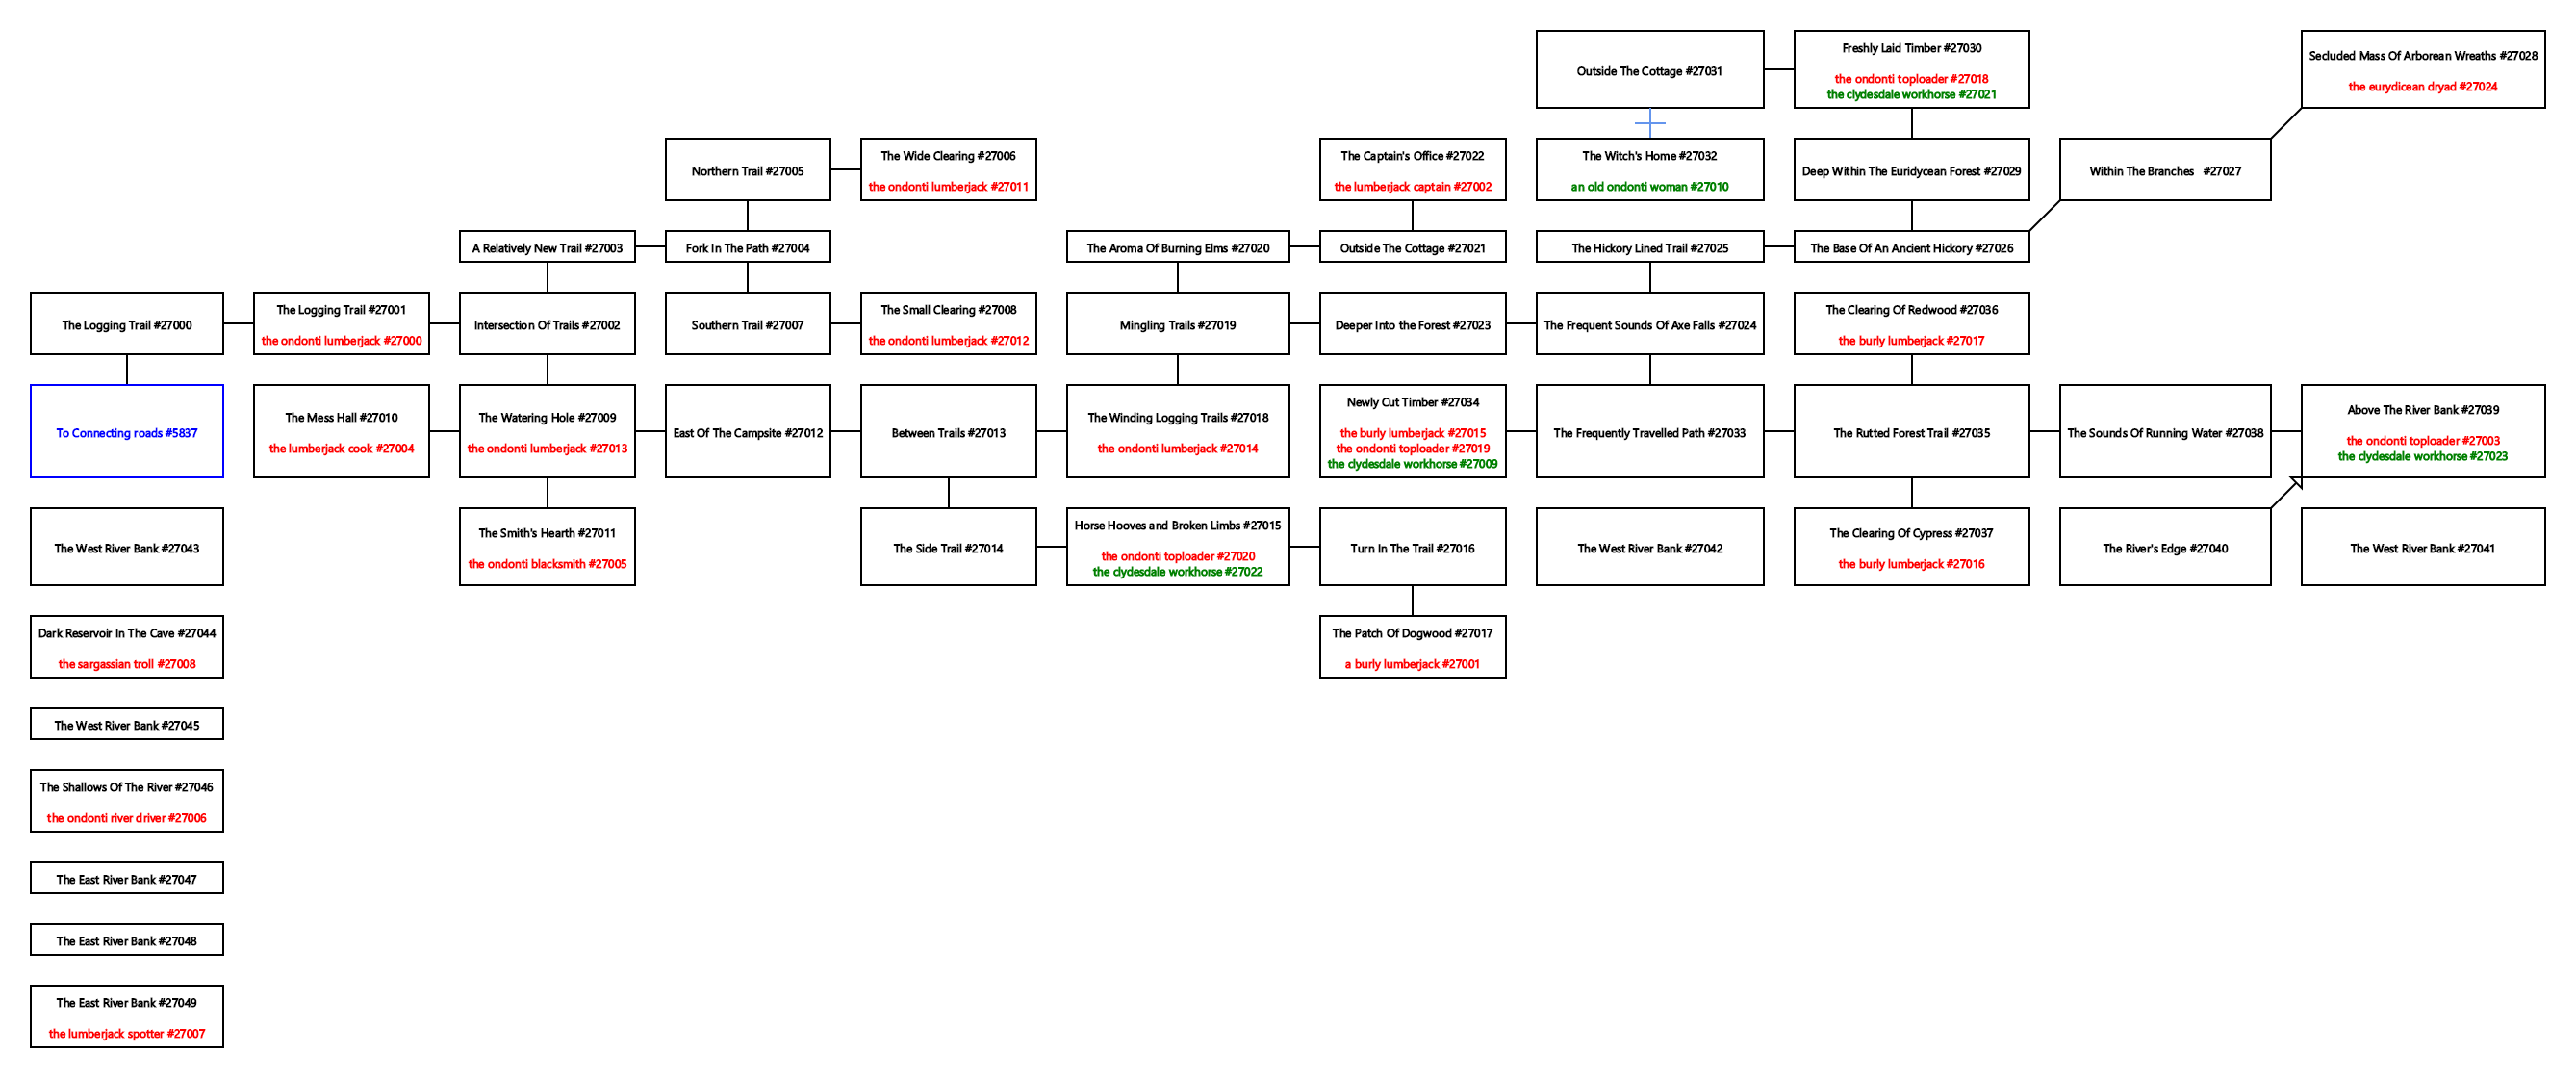 Outside The Cottage #27031
Freshly Laid Timber #27030
the ondonti toploader #27018
the clydesdale workhorse #27021
Secluded Mass Of Arborean Wreaths #27028
the eurydicean dryad #27024
Northern Trail #27005
The Wide Clearing #27006
the ondonti lumberjack #27011
The Captain's Office #27022
the lumberjack captain #27002
The Witch's Home #27032
an old ondonti woman #27010
Deep Within The Euridycean Forest #27029
Within The Branches #27027
A Relatively New Trail #27003
Fork In The Path #27004
The Aroma Of Burning Elms #27020
Outside The Cottage #27021
The Hickory Lined Trail #27025
The Base Of An Ancient Hickory #27026
The Logging Trail #27000
The Logging Trail #27001
the ondonti lumberjack #27000
Intersection Of Trails #27002
Southern Trail #27007
The Small Clearing #27008
the ondonti lumberjack #27012
Mingling Trails #27019
Deeper Into the Forest #27023
The Frequent Sounds Of Axe Falls #27024
The Clearing Of Redwood #27036
the burly lumberjack #27017
To Connecting roads #5837
The Mess Hall #27010
the lumberjack cook #27004
The Watering Hole #27009
the ondonti lumberjack #27013
East Of The Campsite #27012
Between Trails #27013
The Winding Logging Trails #27018
the ondonti lumberjack #27014
Newly Cut Timber #27034
the burly lumberjack #27015
the ondonti toploader #27019
the clydesdale workhorse #27009
The Frequently Travelled Path #27033
The Rutted Forest Trail #27035
The Sounds Of Running Water #27038
Above The River Bank #27039
the ondonti toploader #27003
the clydesdale workhorse #27023
The West River Bank #27043
The Smith's Hearth #27011
the ondonti blacksmith #27005
The Side Trail #27014
Horse Hooves and Broken Limbs #27015
the ondonti toploader #27020
the clydesdale workhorse #27022
Turn In The Trail #27016
The West River Bank #27042
The Clearing Of Cypress #27037
the burly lumberjack #27016
The River's Edge #27040
The West River Bank #27041
Dark Reservoir In The Cave #27044
the sargassian troll #27008
The Patch Of Dogwood #27017
a burly lumberjack #27001
The West River Bank #27045
The Shallows Of The River #27046
the ondonti river driver #27006
The East River Bank #27047
The East River Bank #27048
The East River Bank #27049
the lumberjack spotter #27007